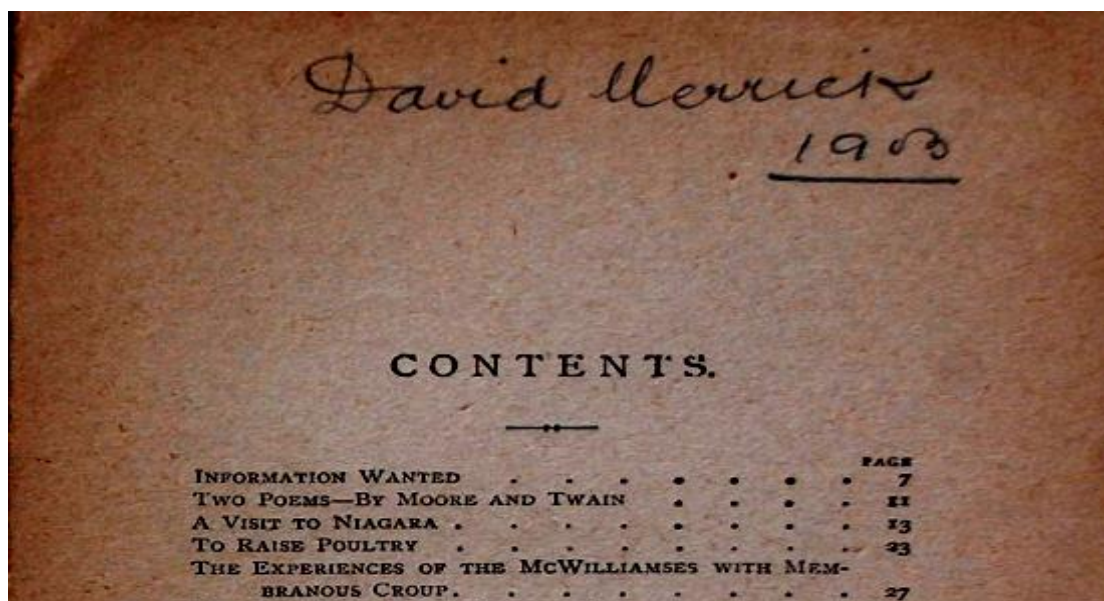 David Merrick
1903
CONTENTS.
PAGE
INFORMATION WANTED . . . . . . . 7
TWO POEMS—BY MOORE AND TWAIN . . . . 11
A VISIT TO NIAGARA . . . . . . . . 13
TO RAISE POULTRY . . . . . . . . 23
THE EXPERIENCES OF THE MCWILLIAMSES WITH MEM-
BRANOUS CROUP. . . . . . . . . 27